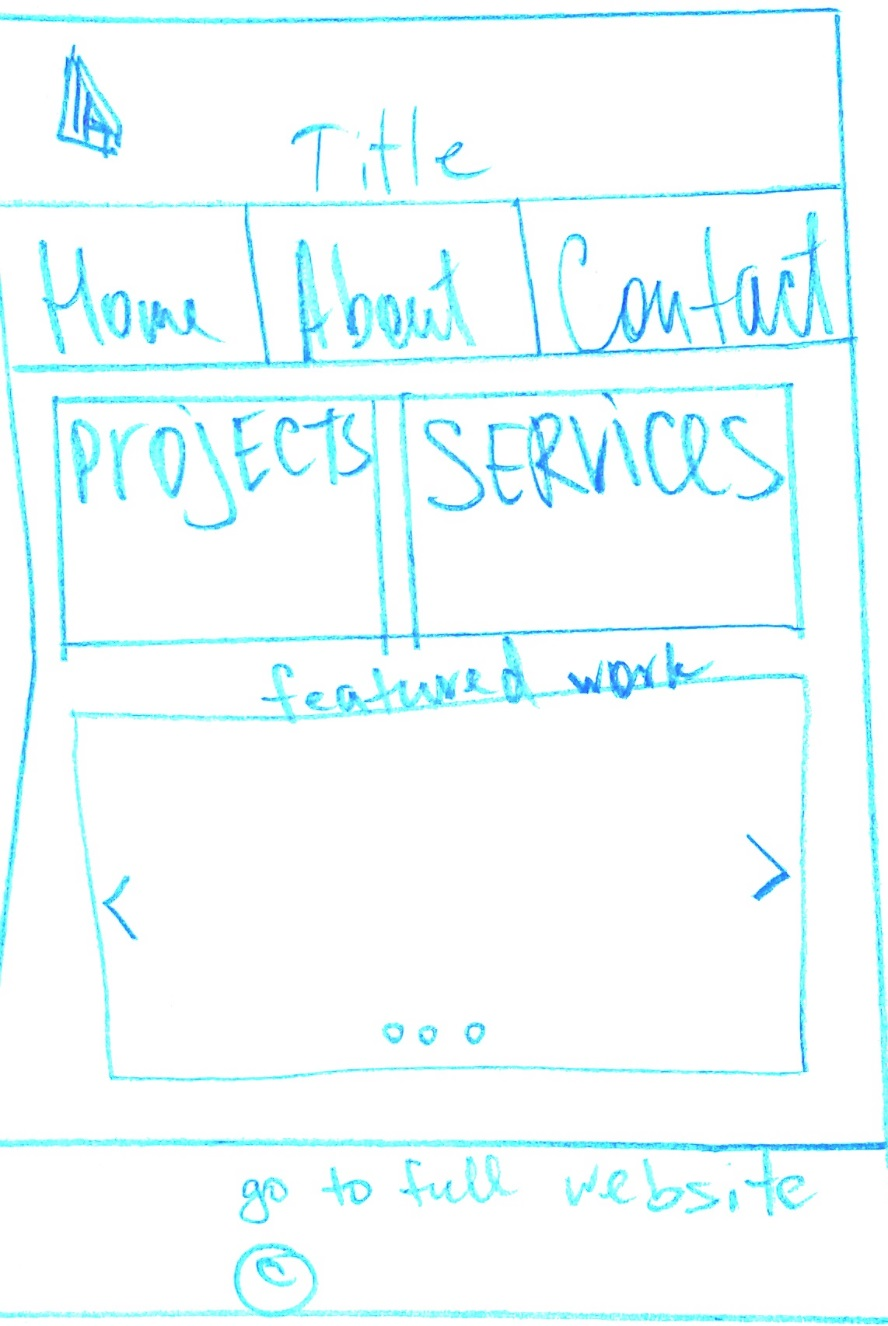 Title
Home About Contact
PROJECTS SERVICES
featured work
< >
go to full website
©